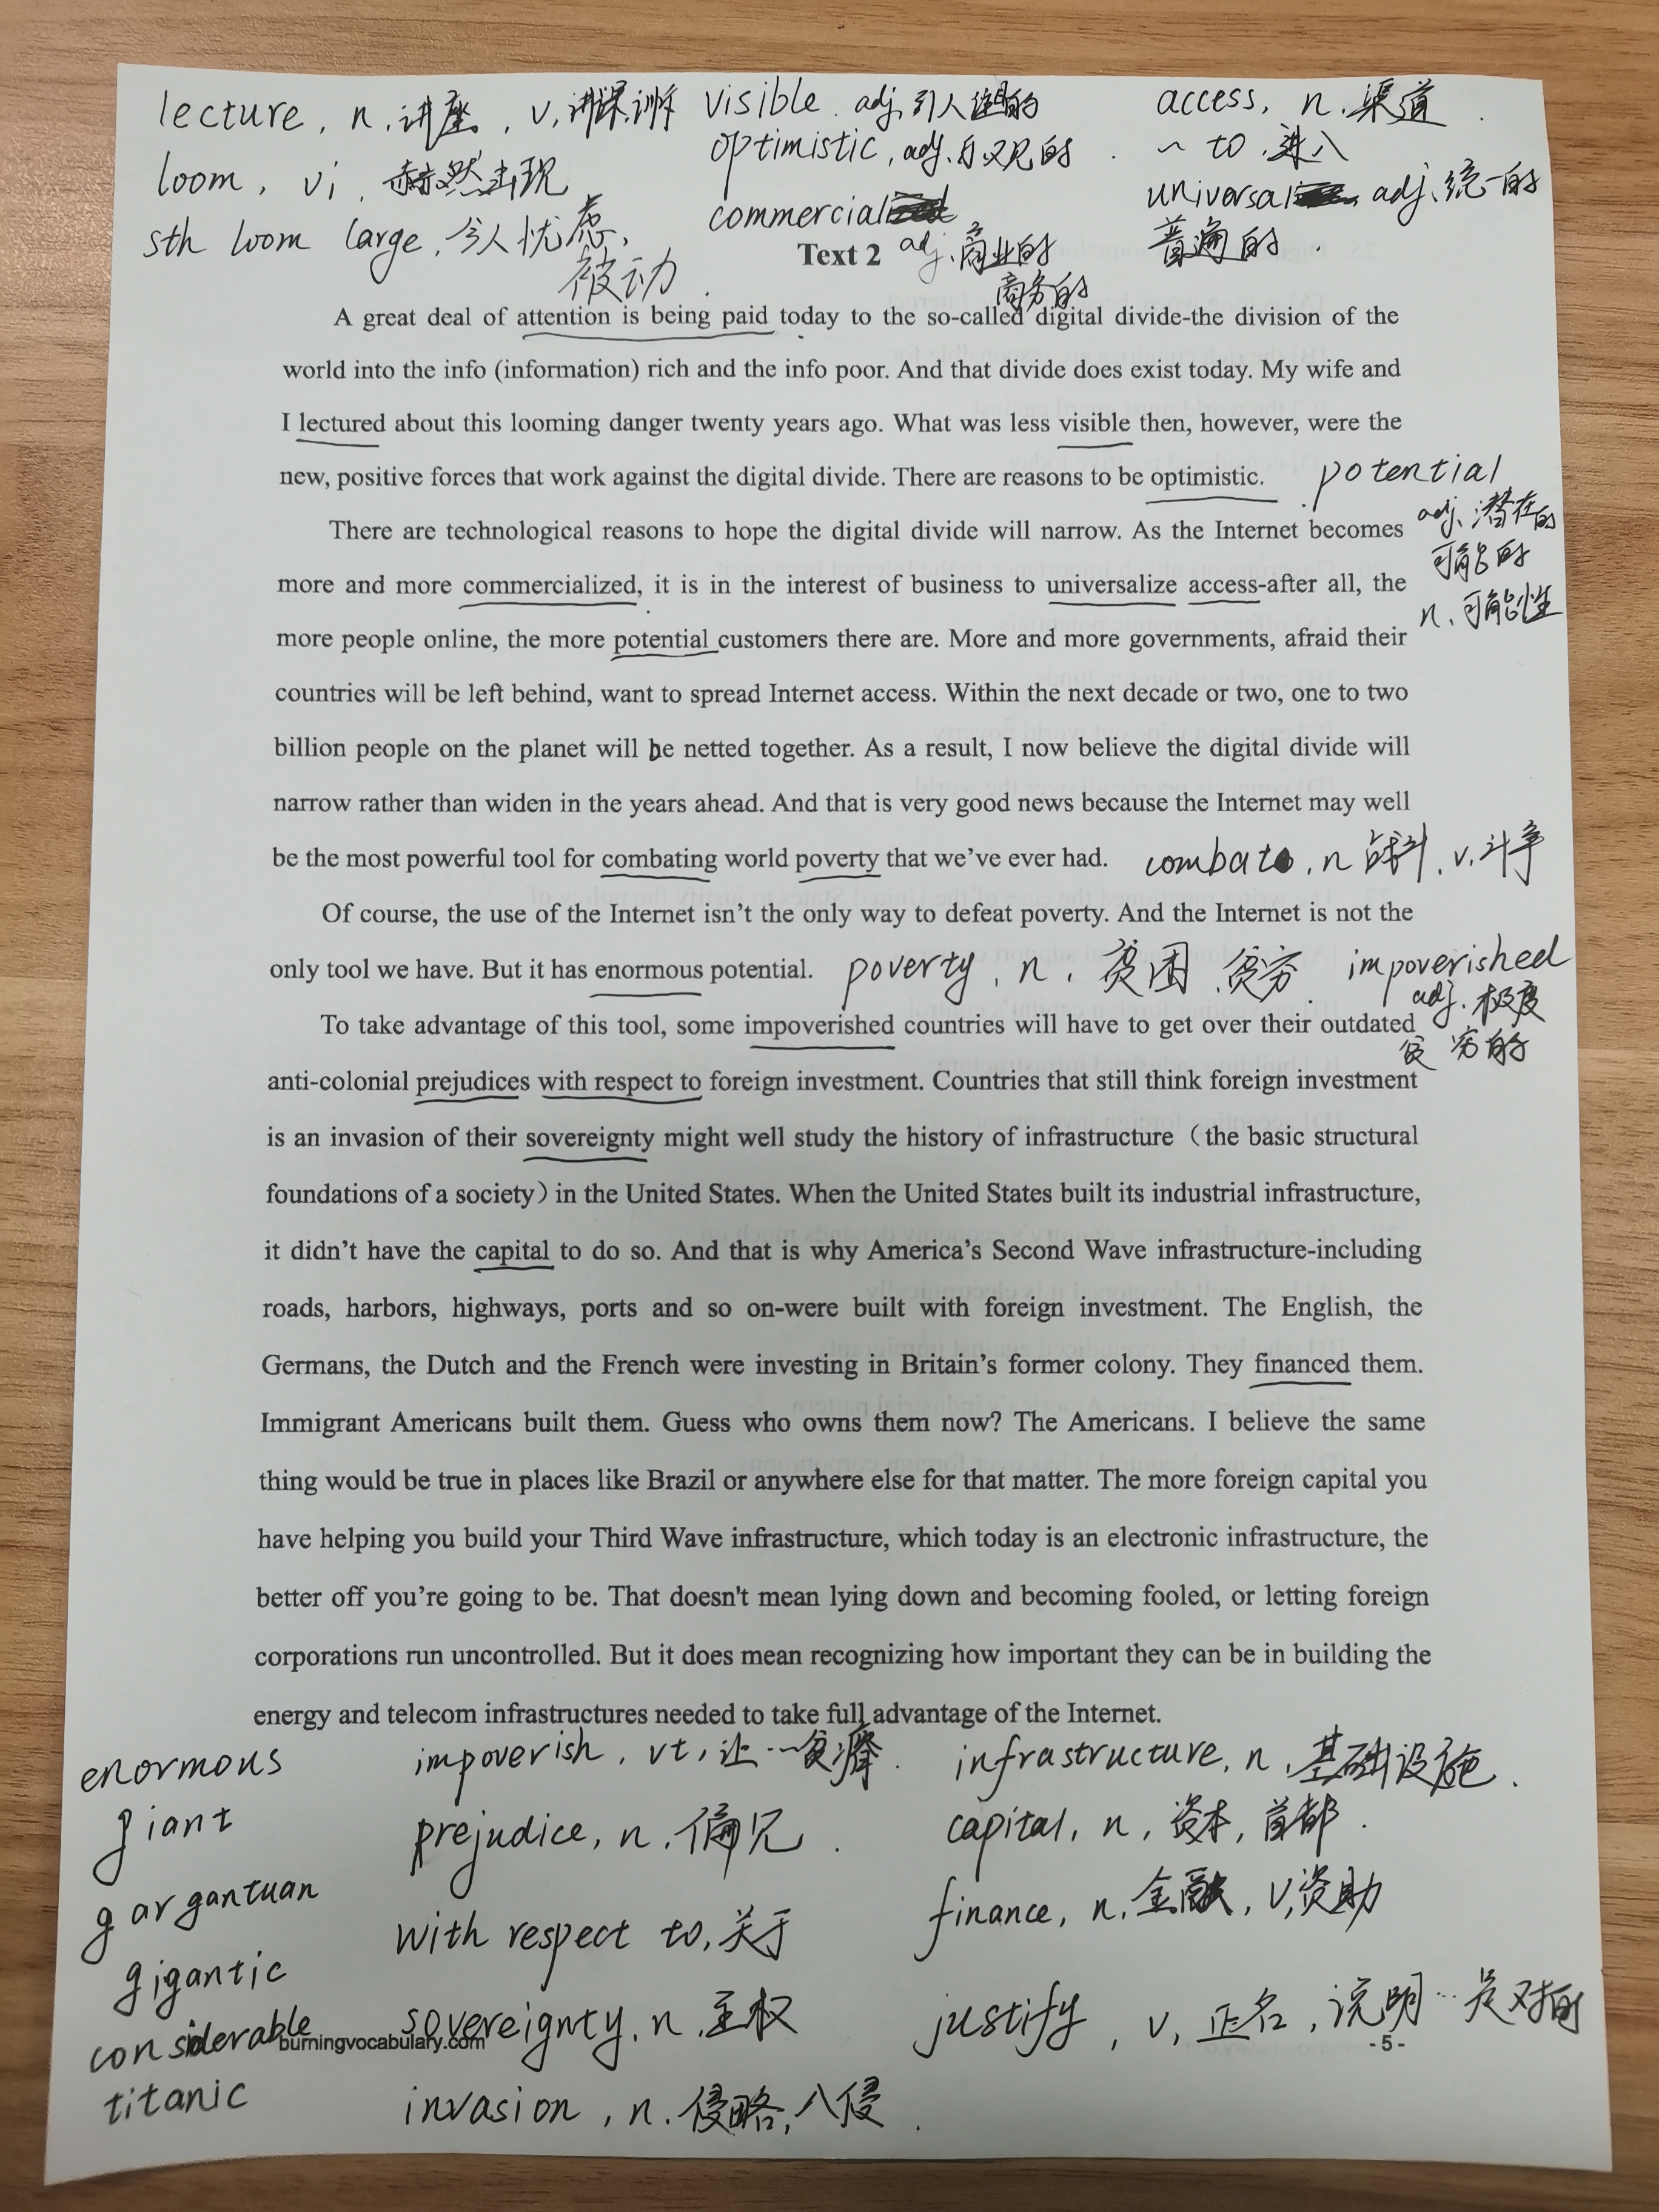 lecture, n. 讲座, v. 讲课,训斥
loom, vi, 赫然出现
sth loom large, 令人忧虑,
被动.
visible. adj. 引人注目的
optimistic, adj. 乐观的.
commercial
adj. 商业的
商务的
access, n. 渠道.
~ to 进入
universal adj. 统一的
普遍的.
Text 2
A great deal of attention is being paid today to the so-called digital divide-the division of the
world into the info (information) rich and the info poor. And that divide does exist today. My wife and
I lectured about this looming danger twenty years ago. What was less visible then, however, were the
new, positive forces that work against the digital divide. There are reasons to be optimistic.
potential
adj. 潜在的
可能的
n. 可能性
There are technological reasons to hope the digital divide will narrow. As the Internet becomes
more and more commercialized, it is in the interest of business to universalize access-after all, the
more people online, the more potential customers there are. More and more governments, afraid their
countries will be left behind, want to spread Internet access. Within the next decade or two, one to two
billion people on the planet will be netted together. As a result, I now believe the digital divide will
narrow rather than widen in the years ahead. And that is very good news because the Internet may well
be the most powerful tool for combating world poverty that we've ever had.
combat, n 战斗, v. 斗争
Of course, the use of the Internet isn't the only way to defeat poverty. And the Internet is not the
only tool we have. But it has enormous potential.
poverty, n. 贫困 贫穷.
impoverished
adj. 极度
贫穷的
To take advantage of this tool, some impoverished countries will have to get over their outdated
anti-colonial prejudices with respect to foreign investment. Countries that still think foreign investment
is an invasion of their sovereignty might well study the history of infrastructure (the basic structural
foundations of a society) in the United States. When the United States built its industrial infrastructure,
it didn't have the capital to do so. And that is why America's Second Wave infrastructure-including
roads, harbors, highways, ports and so on-were built with foreign investment. The English, the
Germans, the Dutch and the French were investing in Britain's former colony. They financed them.
Immigrant Americans built them. Guess who owns them now? The Americans. I believe the same
thing would be true in places like Brazil or anywhere else for that matter. The more foreign capital you
have helping you build your Third Wave infrastructure, which today is an electronic infrastructure, the
better off you're going to be. That doesn't mean lying down and becoming fooled, or letting foreign
corporations run uncontrolled. But it does mean recognizing how important they can be in building the
energy and telecom infrastructures needed to take full advantage of the Internet.
enormous
giant
gargantuan
gigantic
considerable
titanic
impoverish, vt, 让…贫瘠.
prejudice, n. 偏见.
with respect to, 关于
sovereignty, n. 主权
invasion, n. 侵略, 入侵.
infrastructure, n. 基础设施.
capital, n, 资本, 首都.
finance, n. 金融, v, 资助
justify, v, 正名, 说明…是对的
burningvocabulary.com
-5-